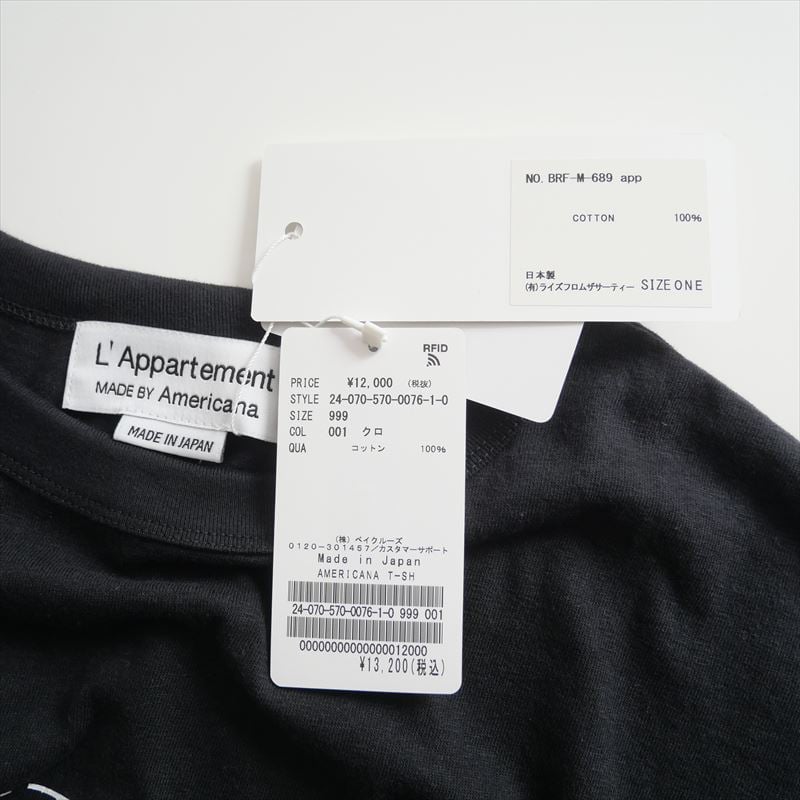 NO. BRF-M-689 app
COTTON 100%
日本製
(有)ライズフロムザサーティー SIZE ONE
L'Appartement
MADE BY Americana
MADE IN JAPAN
RFID
PRICE ¥12,000 (税抜)
STYLE 24-070-570-0076-1-0
SIZE 999
COL 001 クロ
QUA コットン 100%
(株)ベイクルーズ
0120-301457/カスタマーサポート
Made in Japan
AMERICANA T-SH
24-070-570-0076-1-0 999 001
00000000000000012000
¥13,200(税込)